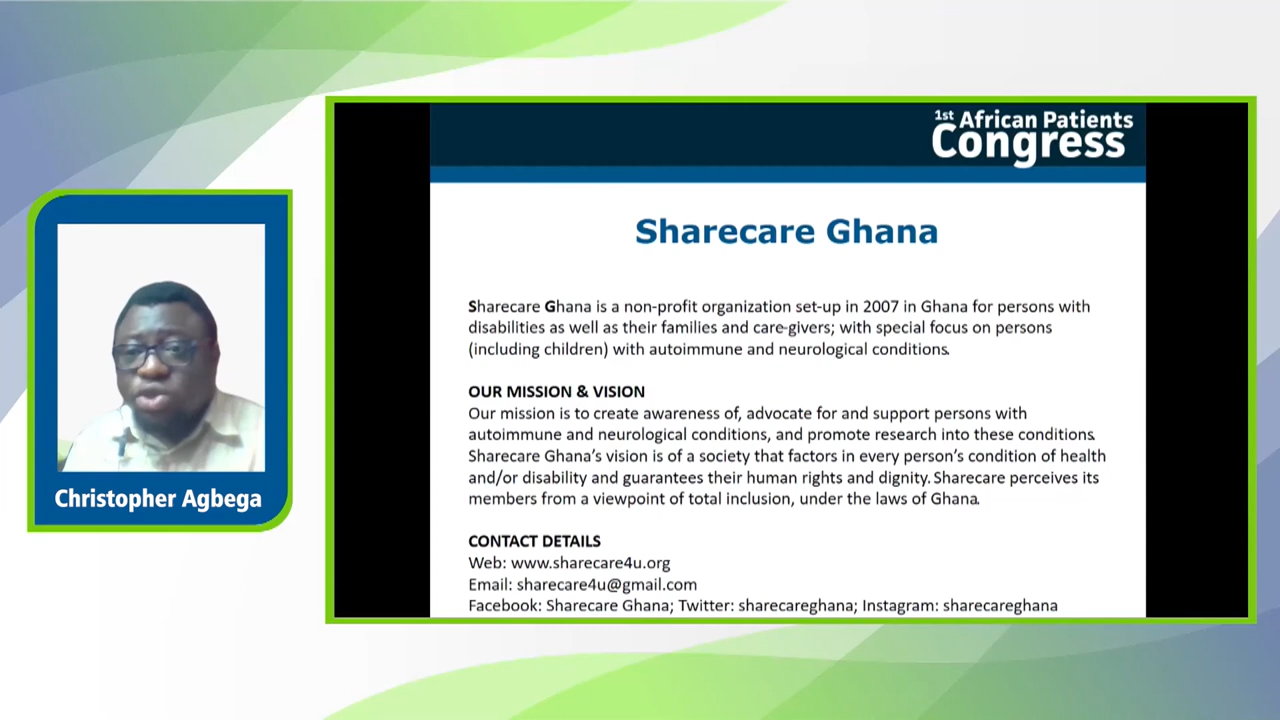 1st African Patients
Congress
Sharecare Ghana
Sharecare Ghana is a non-profit organization set-up in 2007 in Ghana for persons with
disabilities as well as their families and care-givers; with special focus on persons
(including children) with autoimmune and neurological conditions.
OUR MISSION & VISION
Our mission is to create awareness of, advocate for and support persons with
autoimmune and neurological conditions, and promote research into these conditions.
Sharecare Ghana's vision is of a society that factors in every person's condition of health
and/or disability and guarantees their human rights and dignity. Sharecare perceives its
members from a viewpoint of total inclusion, under the laws of Ghana.
CONTACT DETAILS
Web: www.sharecare4u.org
Email: sharecare4u@gmail.com
Facebook: Sharecare Ghana; Twitter: sharecareghana; Instagram: sharecareghana
Christopher Agbega